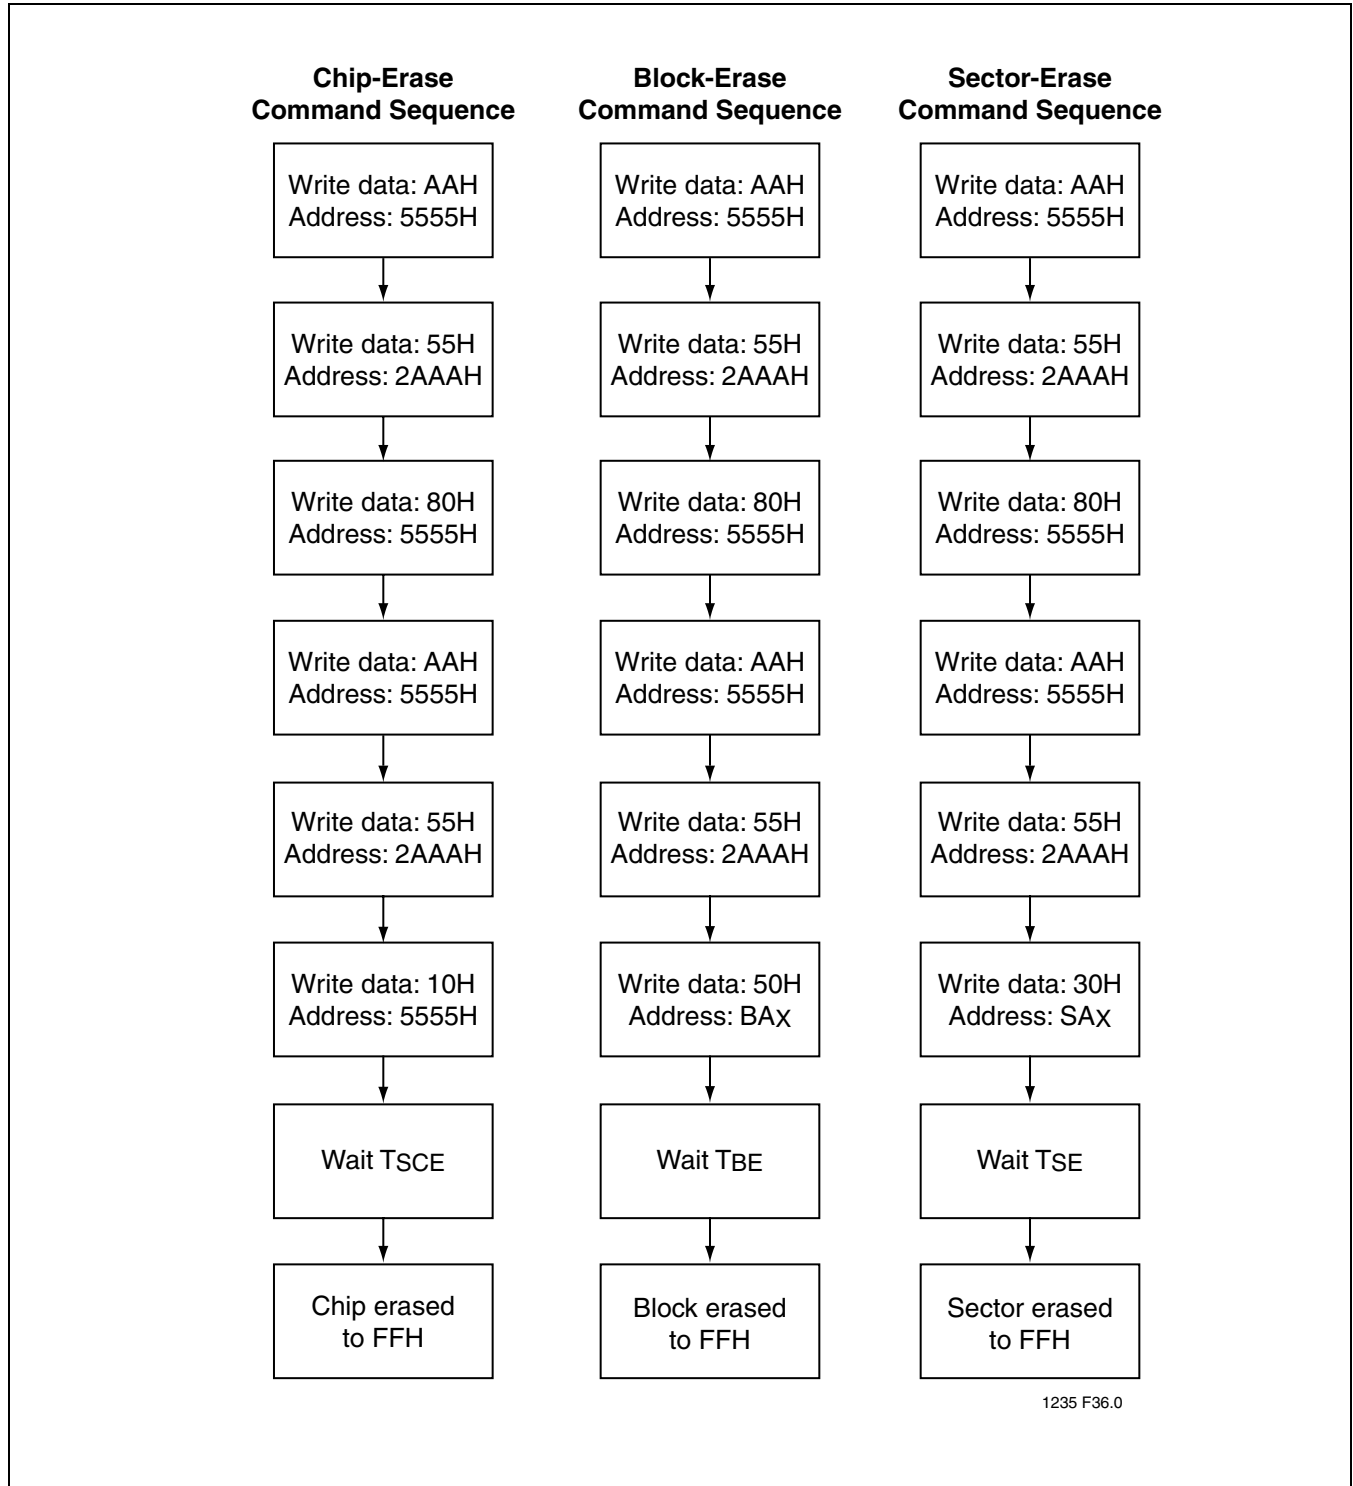 Chip-Erase
Command Sequence
Write data: AAH
Address: 5555H
Write data: 55H
Address: 2AAAH
Write data: 80H
Address: 5555H
Write data: AAH
Address: 5555H
Write data: 55H
Address: 2AAAH
Write data: 10H
Address: 5555H
Wait TSCE
Chip erased
to FFH
Block-Erase
Command Sequence
Write data: AAH
Address: 5555H
Write data: 55H
Address: 2AAAH
Write data: 80H
Address: 5555H
Write data: AAH
Address: 5555H
Write data: 55H
Address: 2AAAH
Write data: 50H
Address: BAX
Wait TBE
Block erased
to FFH
Sector-Erase
Command Sequence
Write data: AAH
Address: 5555H
Write data: 55H
Address: 2AAAH
Write data: 80H
Address: 5555H
Write data: AAH
Address: 5555H
Write data: 55H
Address: 2AAAH
Write data: 30H
Address: SAX
Wait TSE
Sector erased
to FFH
1235 F36.0